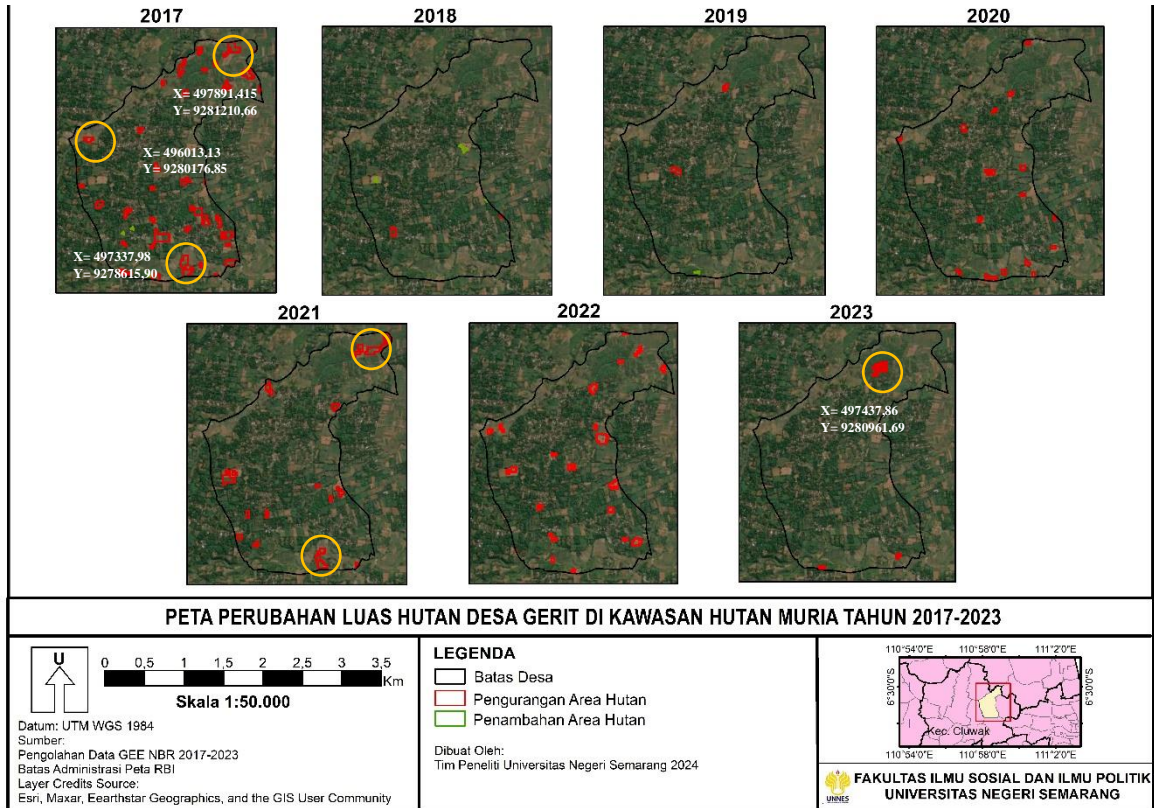 2017
2018
2019
2020
X= 497891,415
Y= 9281210,66
X= 496013,13
Y= 9280176,85
X= 497337,98
Y= 9278615,90
2021
2022
2023
X= 497437,86
Y= 9280961,69
PETA PERUBAHAN LUAS HUTAN DESA GERIT DI KAWASAN HUTAN MURIA TAHUN 2017-2023
U
0 0,5 1 1,5 2 2,5 3 3,5
Km
Skala 1:50.000
Datum: UTM WGS 1984
Sumber:
Pengolahan Data GEE NBR 2017-2023
Batas Administrasi Peta RBI
Layer Credits Source:
Esri, Maxar, Eearthstar Geographics, and the GIS User Community
LEGENDA
Batas Desa
Pengurangan Area Hutan
Penambahan Area Hutan
Dibuat Oleh:
Tim Peneliti Universitas Negeri Semarang 2024
110°54'0"E 110°58'0"E 111°2'0"E
6°30'0"S
6°30'0"S
Kec. Cluwak
110°54'0"E 110°58'0"E 111°2'0"E
UNNES
FAKULTAS ILMU SOSIAL DAN ILMU POLITIK
UNIVERSITAS NEGERI SEMARANG